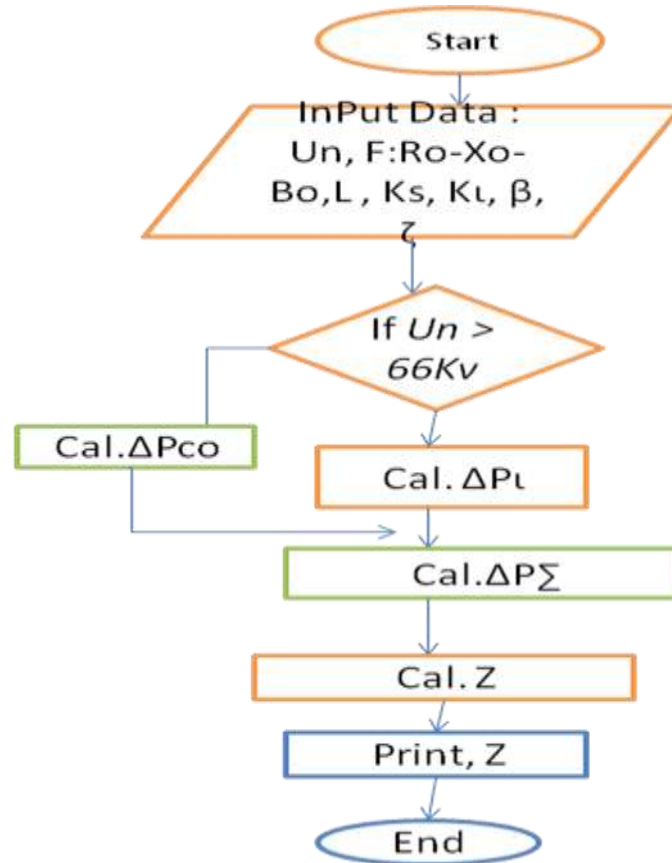 Start
InPut Data :
Un, F:Ro-Xo-
Bo,L , Ks, Kι, β,
ζ
If Un >
66Kv
Cal.ΔPco
Cal. ΔPι
Cal.ΔP∑
Cal. Z
Print, Z
End